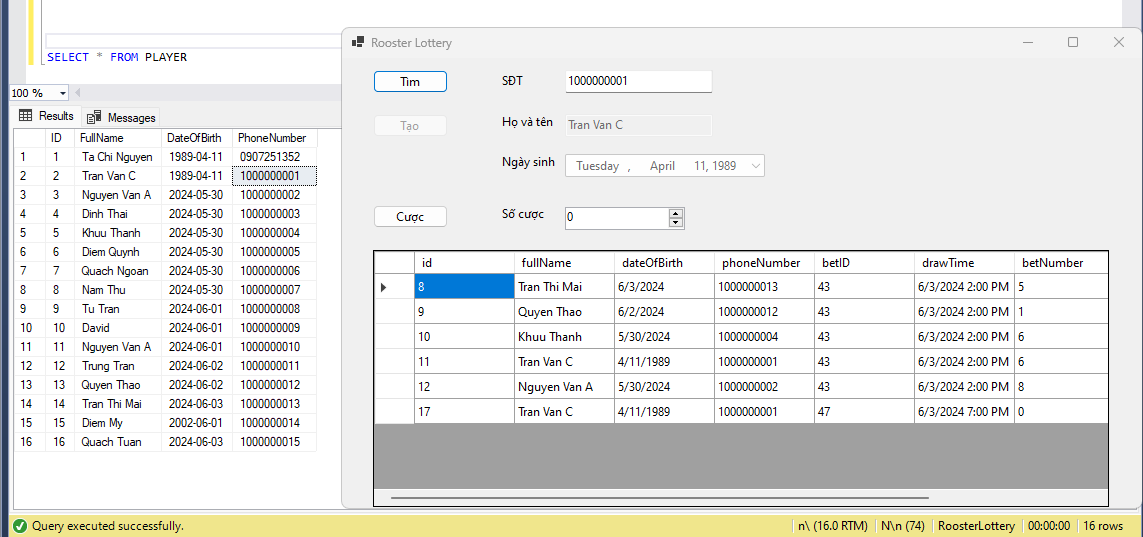 SELECT * FROM PLAYER
100 %
Results Messages
ID FullName DateOfBirth PhoneNumber
1 1 Ta Chi Nguyen 1989-04-11 0907251352
2 2 Tran Van C 1989-04-11 1000000001
3 3 Nguyen Van A 2024-05-30 1000000002
4 4 Dinh Thai 2024-05-30 1000000003
5 5 Khuu Thanh 2024-05-30 1000000004
6 6 Diem Quynh 2024-05-30 1000000005
7 7 Quach Ngoan 2024-05-30 1000000006
8 8 Nam Thu 2024-05-30 1000000007
9 9 Tu Tran 2024-06-01 1000000008
10 10 David 2024-06-01 1000000009
11 11 Nguyen Van A 2024-06-01 1000000010
12 12 Trung Tran 2024-06-02 1000000011
13 13 Quyen Thao 2024-06-02 1000000012
14 14 Tran Thi Mai 2024-06-03 1000000013
15 15 Diem My 2002-06-01 1000000014
16 16 Quach Tuan 2024-06-03 1000000015
Rooster Lottery
Tìm SĐT 1000000001
Tạo Họ và tên Tran Van C
Ngày sinh Tuesday , April 11, 1989
Cược Số cược 0
id fullName dateOfBirth phoneNumber betID drawTime betNumber
8 Tran Thi Mai 6/3/2024 1000000013 43 6/3/2024 2:00 PM 5
9 Quyen Thao 6/2/2024 1000000012 43 6/3/2024 2:00 PM 1
10 Khuu Thanh 5/30/2024 1000000004 43 6/3/2024 2:00 PM 6
11 Tran Van C 4/11/1989 1000000001 43 6/3/2024 2:00 PM 6
12 Nguyen Van A 5/30/2024 1000000002 43 6/3/2024 2:00 PM 8
17 Tran Van C 4/11/1989 1000000001 47 6/3/2024 7:00 PM 0
Query executed successfully. n\ (16.0 RTM) N\n (74) RoosterLottery 00:00:00 16 rows